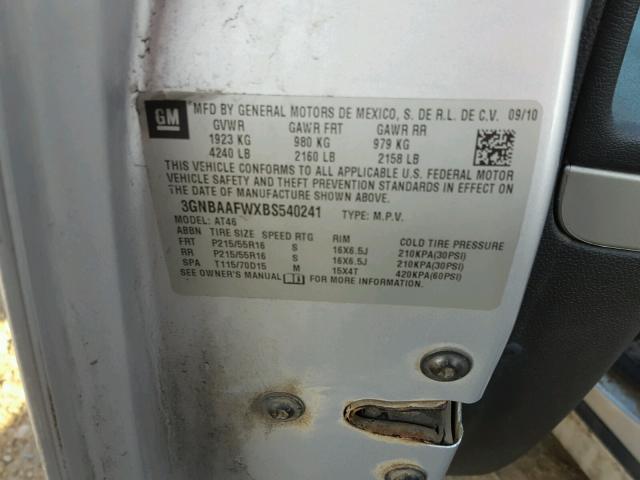 GM *MFD BY GENERAL MOTORS DE MEXICO, S. DE R.L. DE C.V. 09/10
GVWR GAWR FRT GAWR RR
1923 KG 980 KG 979 KG
4240 LB 2160 LB 2158 LB
THIS VEHICLE CONFORMS TO ALL APPLICABLE U.S. FEDERAL MOTOR
VEHICLE SAFETY AND THEFT PREVENTION STANDARDS IN EFFECT ON
THE DATE OF MANUFACTURE SHOWN ABOVE.
3GNBAAFWXBS540241 TYPE: M.P.V.
MODEL: AT46
ABBN TIRE SIZE SPEED RTG RIM COLD TIRE PRESSURE
FRT P215/55R16 S 16X6.5J 210KPA(30PSI)
RR P215/55R16 S 16X6.5J 210KPA(30PSI)
SPA T115/70D15 M 15X4T 420KPA(60PSI)
SEE OWNER'S MANUAL FOR MORE INFORMATION.